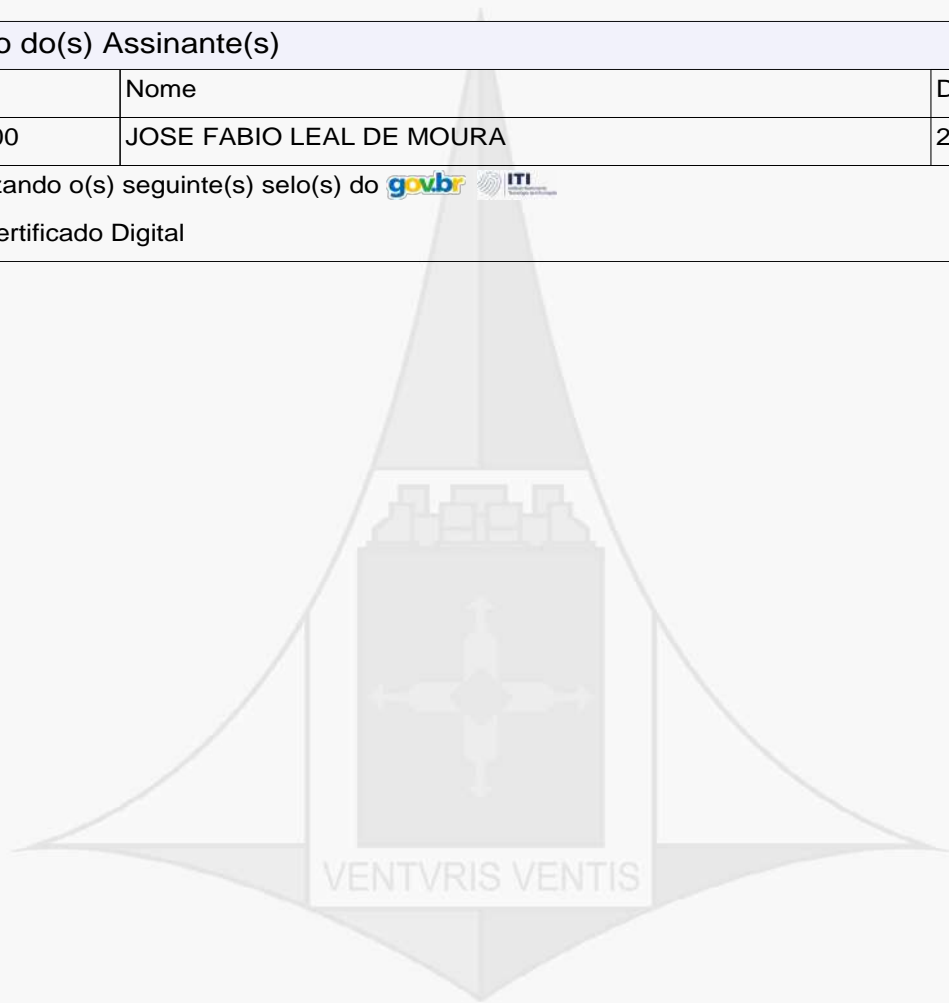 o do(s) Assinante(s)
Nome D
00 JOSE FABIO LEAL DE MOURA 2
zando o(s) seguinte(s) selo(s) do gov.br ITI
ertificado Digital
VENTVRIS VENTIS